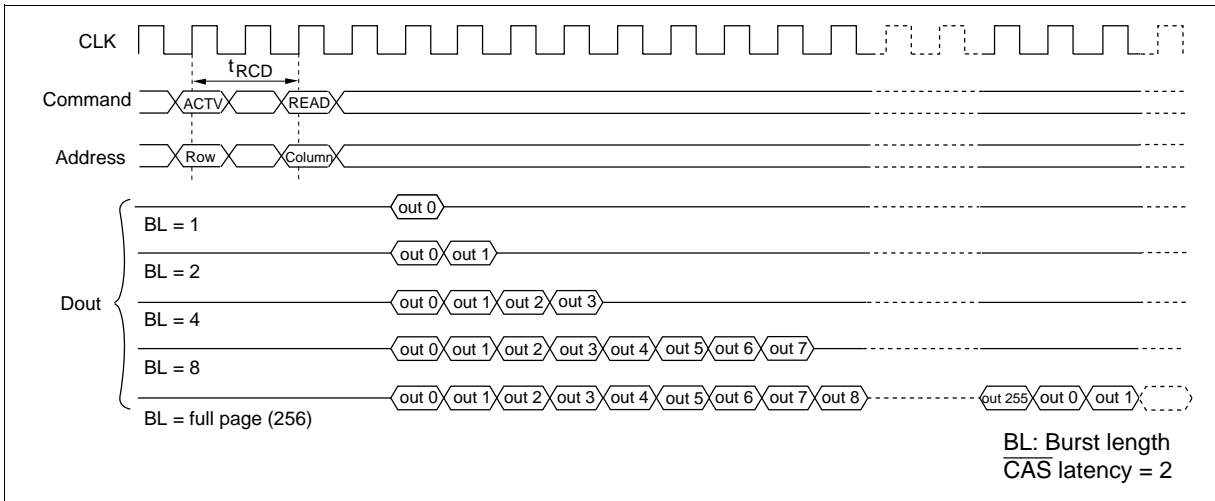 CLK
tRCD
Command ACTV READ
Address Row Column
out 0
BL = 1
out 0 out 1
BL = 2
Dout
out 0 out 1 out 2 out 3
BL = 4
out 0 out 1 out 2 out 3 out 4 out 5 out 6 out 7
BL = 8
out 0 out 1 out 2 out 3 out 4 out 5 out 6 out 7 out 8 out 255 out 0 out 1
BL = full page (256)
BL: Burst length
CAS latency = 2